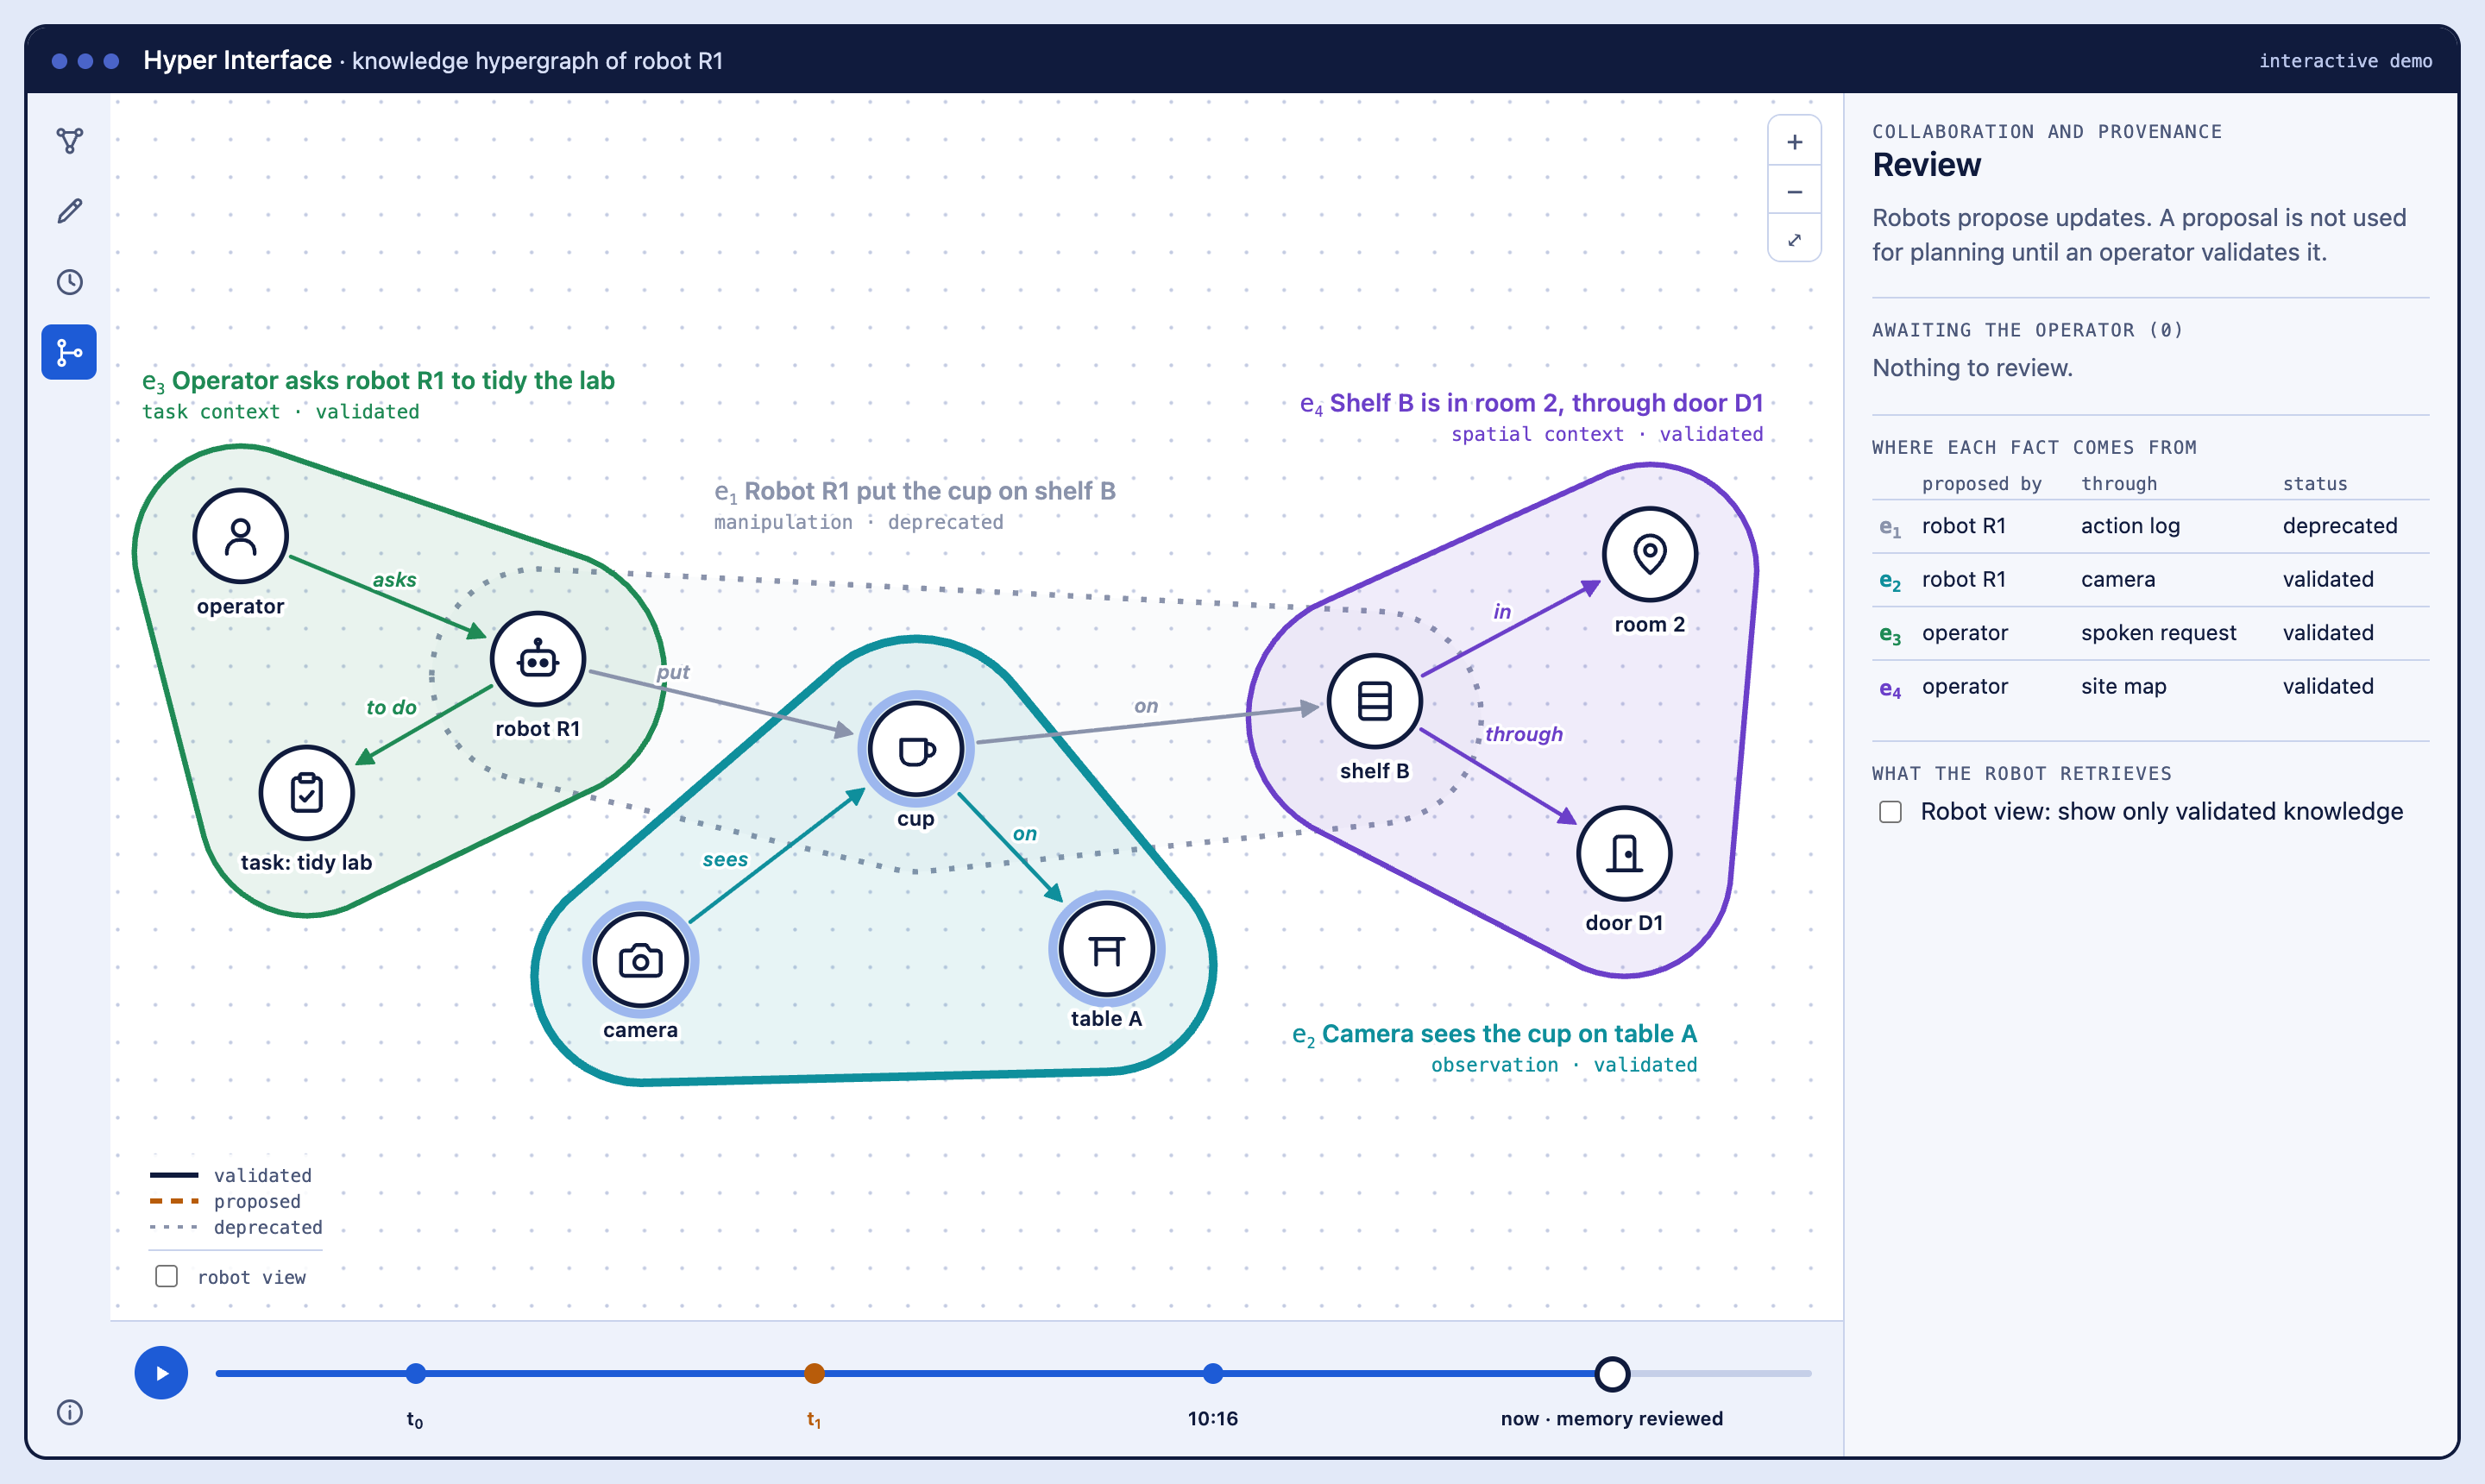 Hyper Interface · knowledge hypergraph of robot R1
interactive demo
e3 Operator asks robot R1 to tidy the lab
task context · validated
e4 Shelf B is in room 2, through door D1
spatial context · validated
e1 Robot R1 put the cup on shelf B
manipulation · deprecated
operator
asks
robot R1
to do
task: tidy lab
put
cup
on
sees
on
camera
table A
shelf B
in
room 2
through
door D1
e2 Camera sees the cup on table A
observation · validated
validated
proposed
deprecated
robot view
t0
t1
10:16
now · memory reviewed
COLLABORATION AND PROVENANCE
Review
Robots propose updates. A proposal is not used
for planning until an operator validates it.
AWAITING THE OPERATOR (0)
Nothing to review.
WHERE EACH FACT COMES FROM
proposed by through status
e1 robot R1 action log deprecated
e2 robot R1 camera validated
e3 operator spoken request validated
e4 operator site map validated
WHAT THE ROBOT RETRIEVES
Robot view: show only validated knowledge